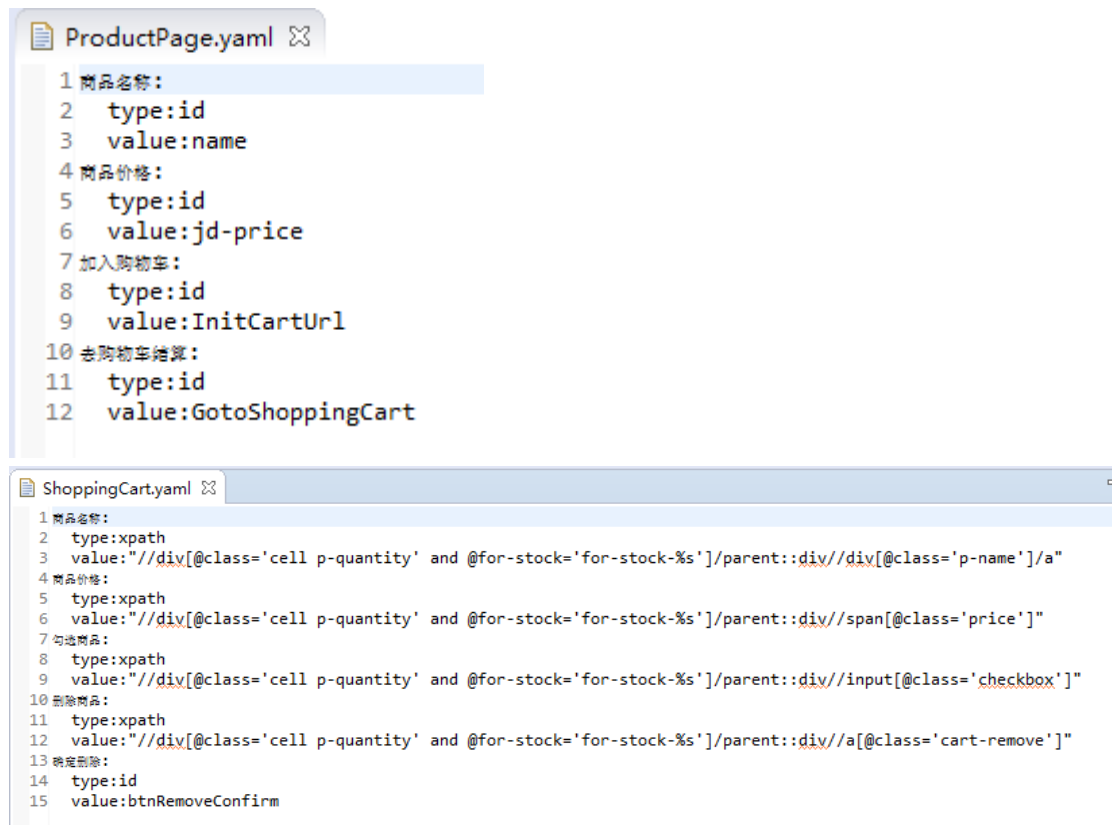 ProductPage.yaml
1 商品名称:
2 type:id
3 value:name
4 商品价格:
5 type:id
6 value:jd-price
7 加入购物车:
8 type:id
9 value:InitCartUrl
10 去购物车结算:
11 type:id
12 value:GotoShoppingCart
ShoppingCart.yaml
1 商品名称:
2 type:xpath
3 value:"//div[@class='cell p-quantity' and @for-stock='for-stock-%s']/parent::div//div[@class='p-name']/a"
4 商品价格:
5 type:xpath
6 value:"//div[@class='cell p-quantity' and @for-stock='for-stock-%s']/parent::div//span[@class='price']"
7 勾选商品:
8 type:xpath
9 value:"//div[@class='cell p-quantity' and @for-stock='for-stock-%s']/parent::div//input[@class='checkbox']"
10 删除商品:
11 type:xpath
12 value:"//div[@class='cell p-quantity' and @for-stock='for-stock-%s']/parent::div//a[@class='cart-remove']"
13 确定删除:
14 type:id
15 value:btnRemoveConfirm